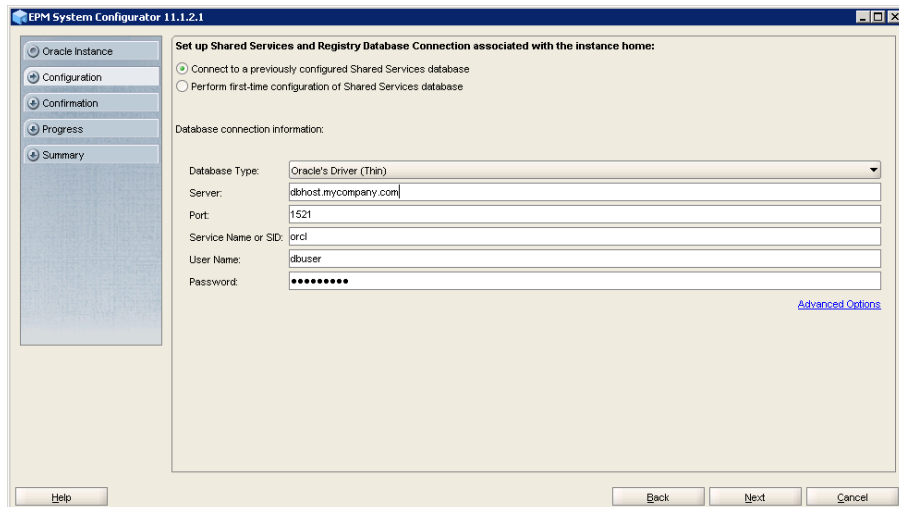 EPM System Configurator 11.1.2.1
Oracle Instance
Configuration
Confirmation
Progress
Summary
Set up Shared Services and Registry Database Connection associated with the instance home:
Connect to a previously configured Shared Services database
Perform first-time configuration of Shared Services database
Database connection information:
Database Type: Oracle's Driver (Thin)
Server: dbhost.mycompany.com
Port: 1521
Service Name or SID: orcl
User Name: dbuser
Password: •••••••••
Advanced Options
Help Back Next Cancel